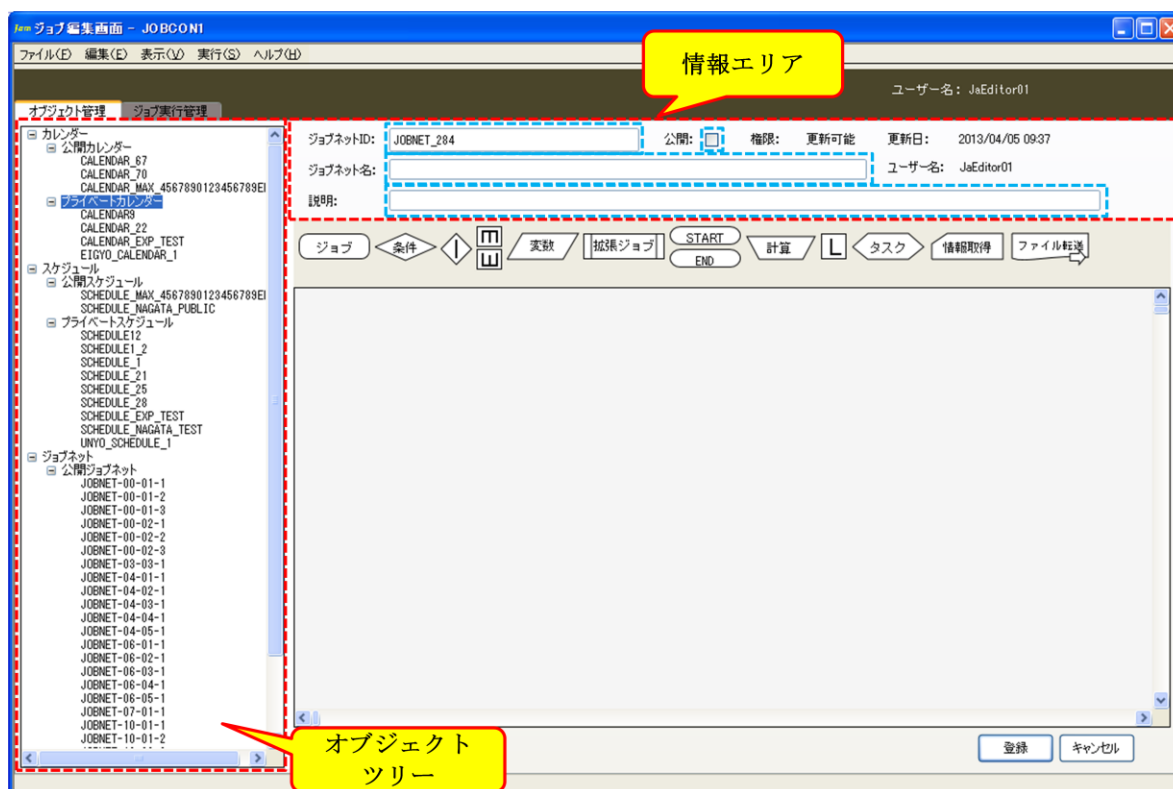 Jam ジョブ編集画面 - JOBCON1
ファイル(F) 編集(E) 表示(V) 実行(S) ヘルプ(H)
情報エリア
ユーザー名: JaEditor01
オブジェクト管理 ジョブ実行管理
カレンダー
公開カレンダー
CALENDAR_67
CALENDAR_70
CALENDAR_MAX_4567890123456789EI
プライベートカレンダー
CALENDAR9
CALENDAR_22
CALENDAR_EXP_TEST
EIGYO_CALENDAR_1
スケジュール
公開スケジュール
SCHEDULE_MAX_4567890123456789EI
SCHEDULE_NAGATA_PUBLIC
プライベートスケジュール
SCHEDULE12
SCHEDULE1_2
SCHEDULE_1
SCHEDULE_21
SCHEDULE_25
SCHEDULE_28
SCHEDULE_EXP_TEST
SCHEDULE_NAGATA_TEST
UNYO_SCHEDULE_1
ジョブネット
公開ジョブネット
JOBNET-00-01-1
JOBNET-00-01-2
JOBNET-00-01-3
JOBNET-00-02-1
JOBNET-00-02-2
JOBNET-00-02-3
JOBNET-03-03-1
JOBNET-04-01-1
JOBNET-04-02-1
JOBNET-04-03-1
JOBNET-04-04-1
JOBNET-04-05-1
JOBNET-06-01-1
JOBNET-06-02-1
JOBNET-06-03-1
JOBNET-06-04-1
JOBNET-06-05-1
JOBNET-07-01-1
JOBNET-10-01-1
JOBNET-10-01-2
オブジェクト
ツリー
ジョブネットID: JOBNET_284 公開: 権限: 更新可能 更新日: 2013/04/05 09:37
ジョブネット名: ユーザー名: JaEditor01
説明:
ジョブ 条件 変数 拡張ジョブ START 計算 L タスク 情報取得 ファイル転送
END
登録 キャンセル